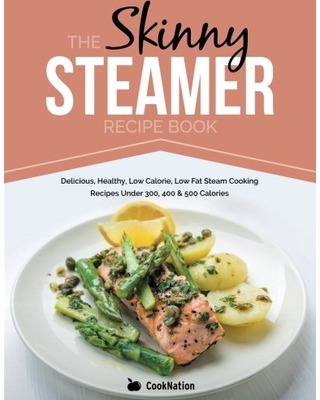 THE Skinny
STEAMER
RECIPE BOOK
Delicious, Healthy, Low Calorie, Low Fat Steam Cooking
Recipes Under 300, 400 & 500 Calories
CookNation